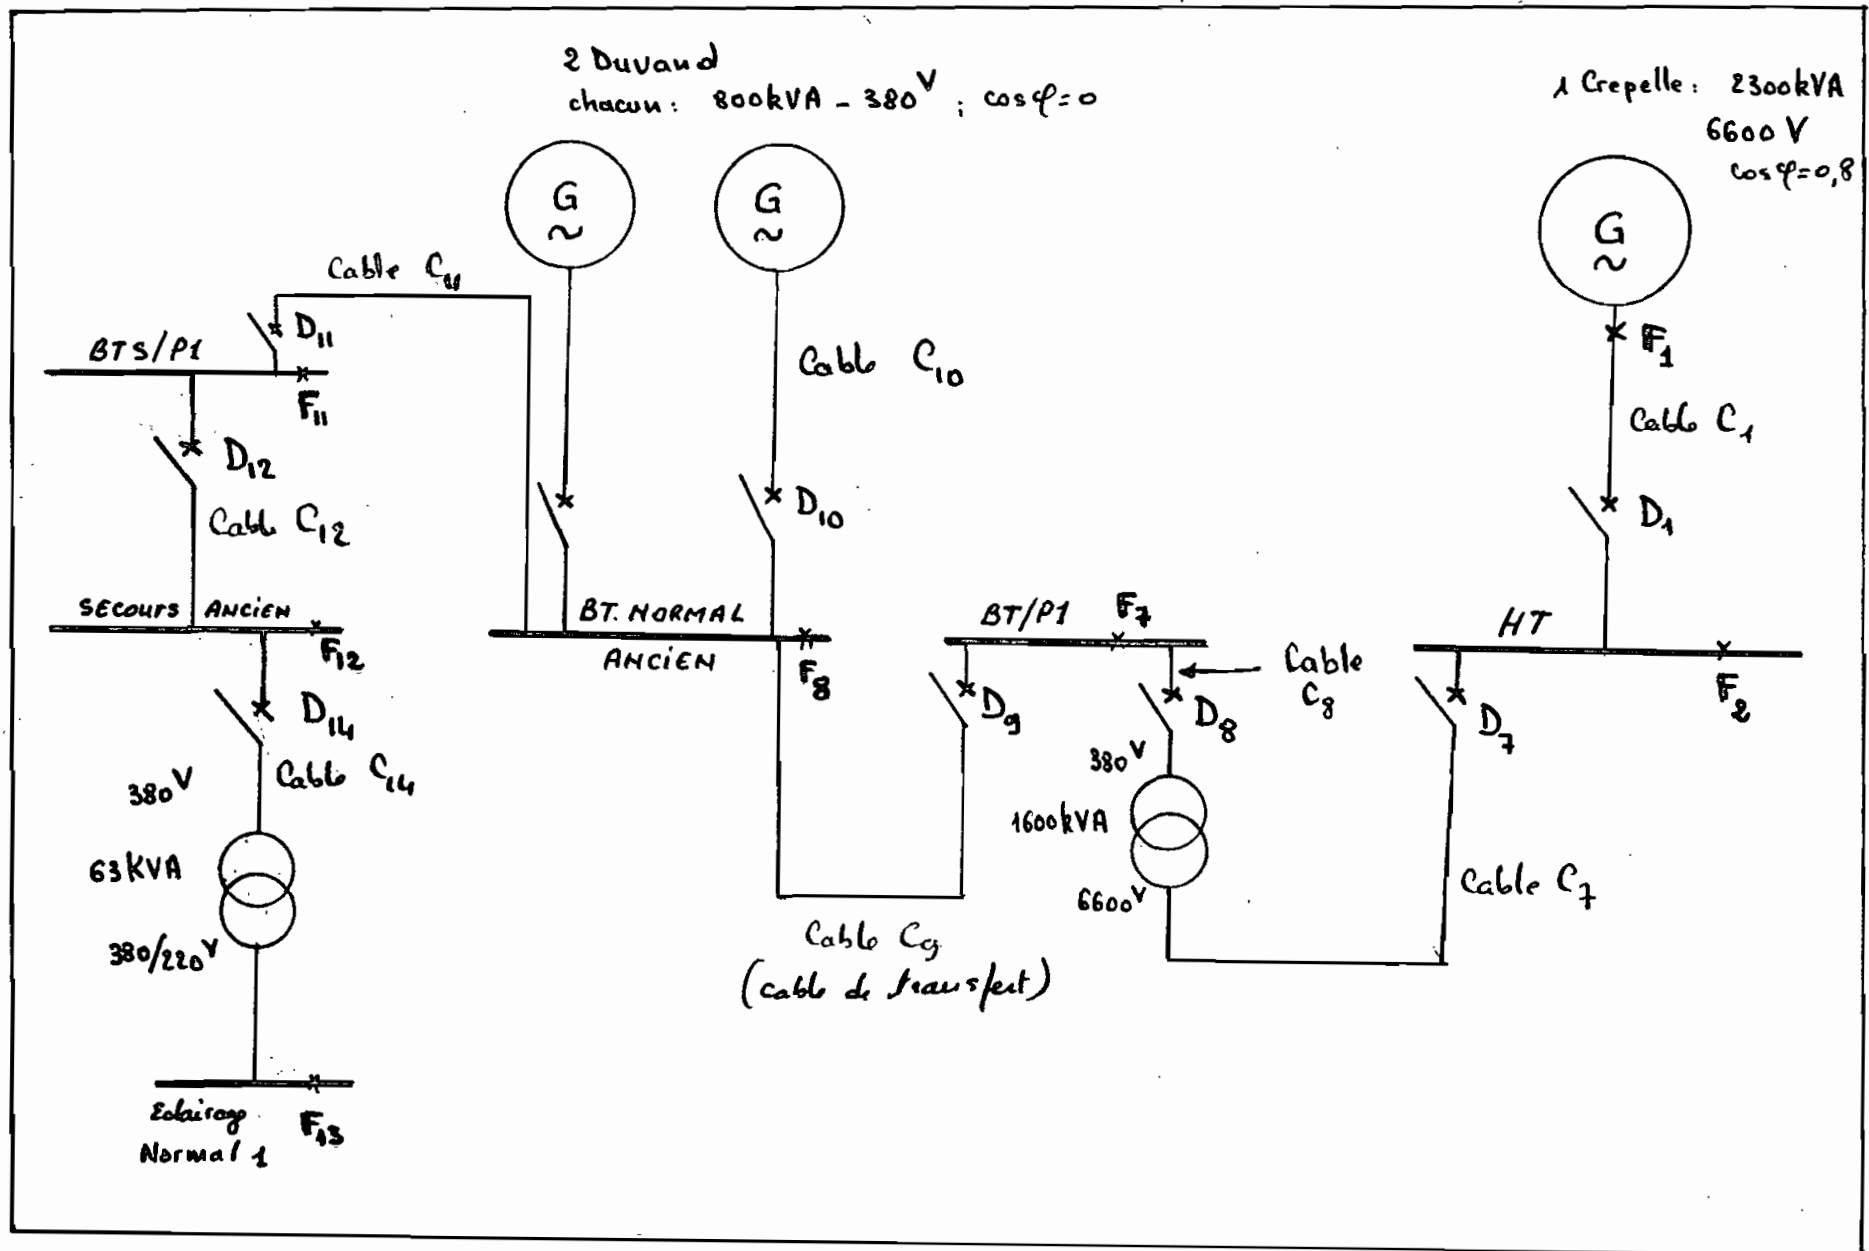 2 Duvand
chacun : 800kVA - 380V ; cosφ=0
1 Crepelle : 2300kVA
6600 V
cosφ=0,8
G
~
G
~
G
~
Cable C11
D11
BTS/P1
F11
F1
Cable C10
Cable C1
D12
Cable C12
D10
D1
SECOURS ANCIEN
F12
BT. NORMAL
ANCIEN
F8
BT/P1
F7
Cable
C8
HT
F2
D14
Cable C14
D9
D8
D7
380V
63KVA
380/220V
380V
1600kVA
6600V
Cable C7
Cable C9
(cable de transfert)
Eclairage
Normal 1
F13